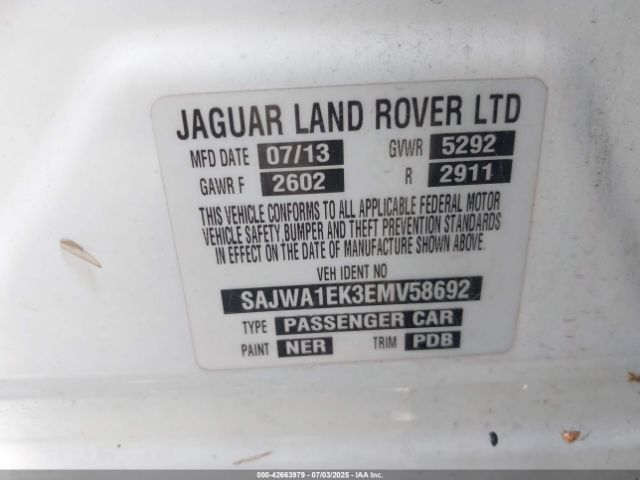 JAGUAR LAND ROVER LTD
MFD DATE 07/13 GVWR 5292
GAWR F 2602 R 2911
THIS VEHICLE CONFORMS TO ALL APPLICABLE FEDERAL MOTOR
VEHICLE SAFETY, BUMPER AND THEFT PREVENTION STANDARDS
IN EFFECT ON THE DATE OF MANUFACTURE SHOWN ABOVE.
VEH IDENT NO
SAJWA1EK3EMV58692
TYPE PASSENGER CAR
PAINT NER TRIM PDB
000-42663979 07/03/2025 - IAAI.COM